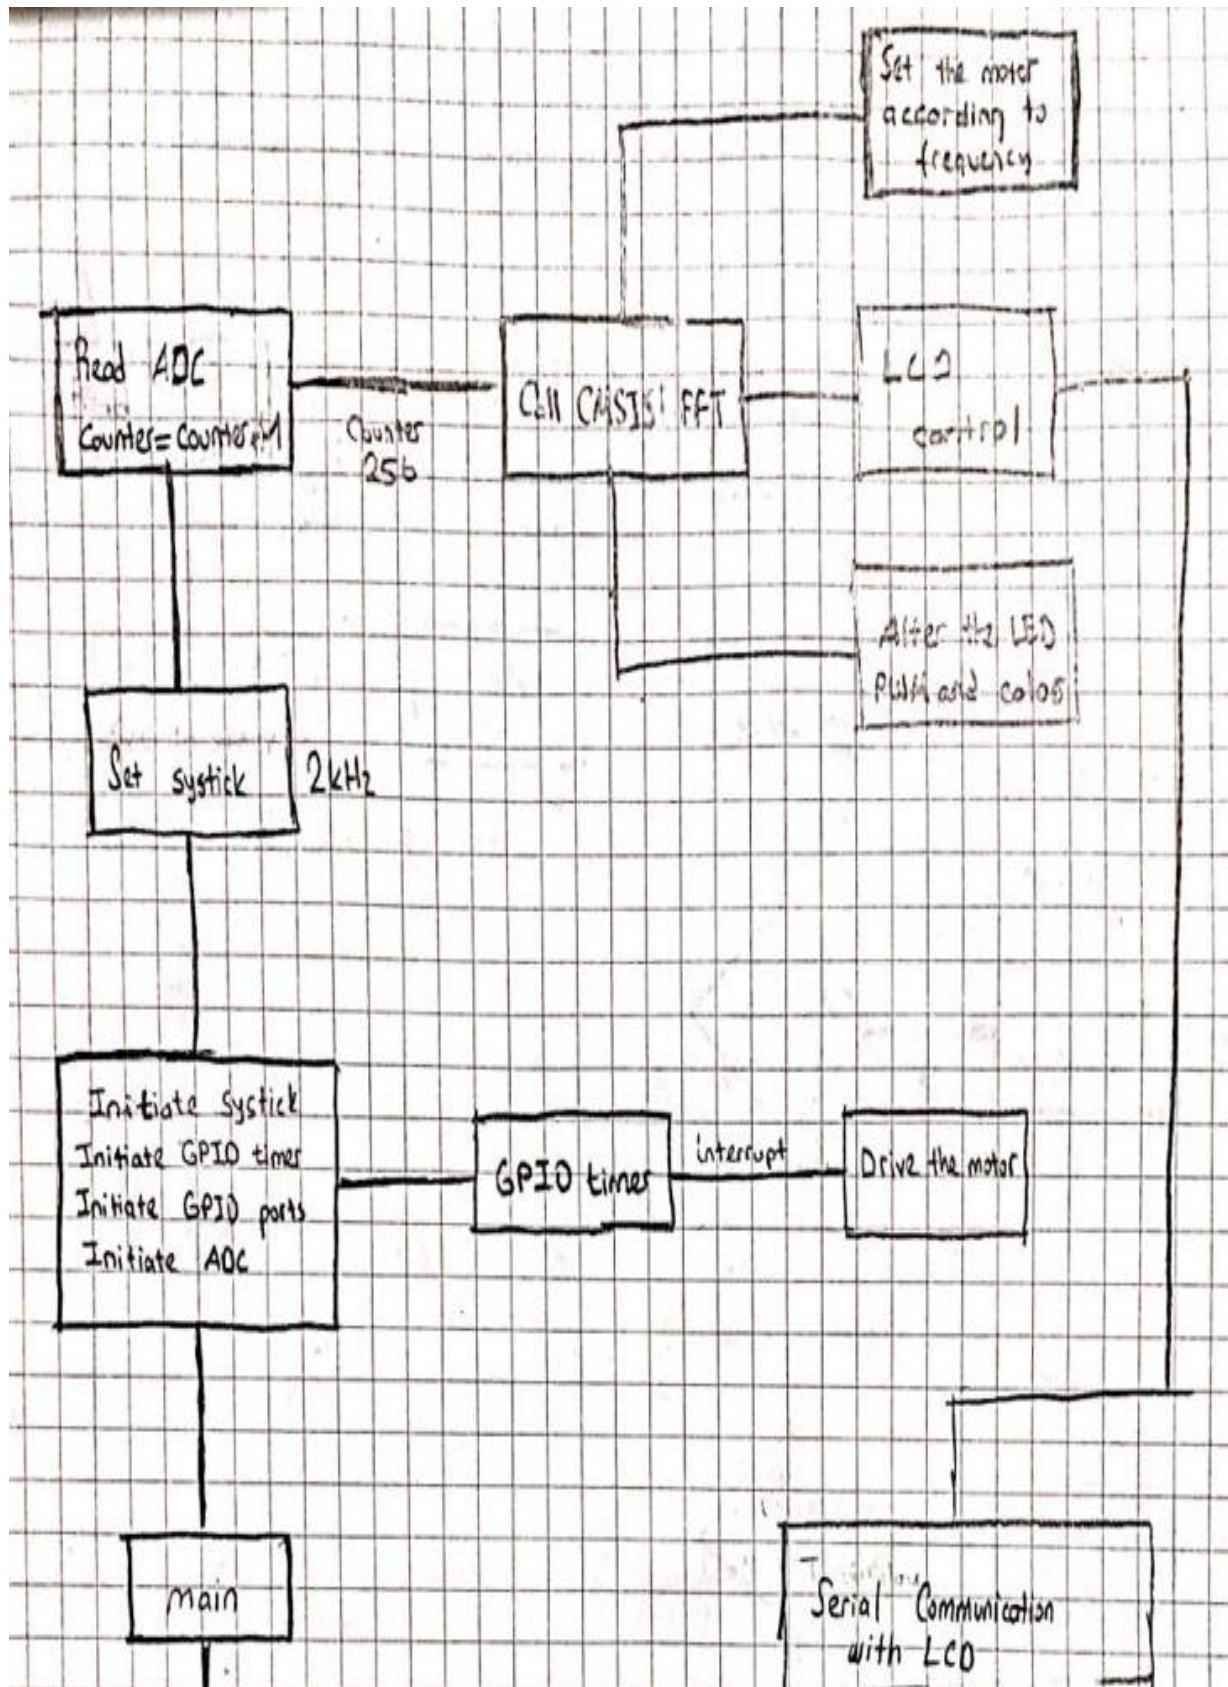 Set the motor
according to
frequency
Read ADC
Counter=Counter+1
Counter
256
Call CMSIS FFT
LCD
control
Alter the LED
PWM and color
Set systick
2kHz
Initiate systick
Initiate GPIO timer
Initiate GPIO ports
Initiate ADC
GPIO timer
interrupt
Drive the motor
main
Serial Communication
with LCD